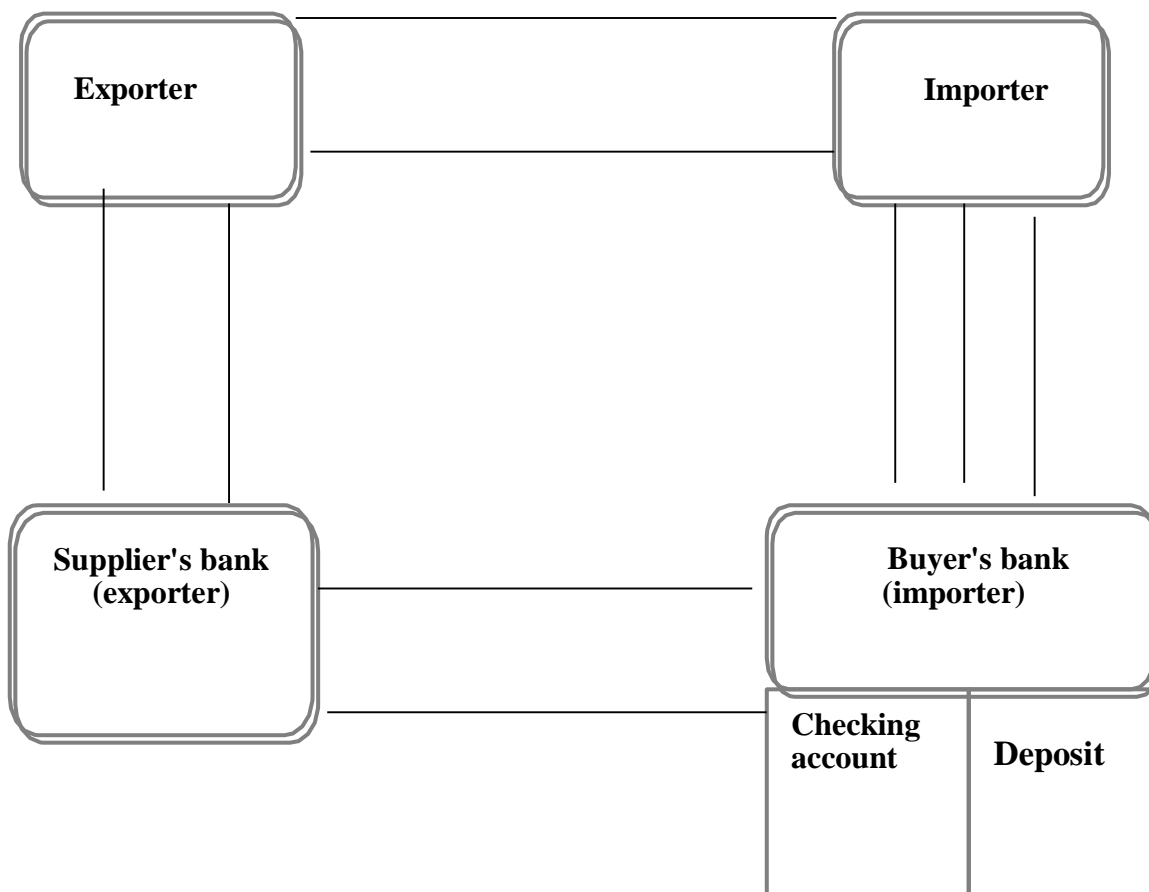 Exporter
Importer
Supplier's bank
(exporter)
Buyer's bank
(importer)
Checking
account
Deposit